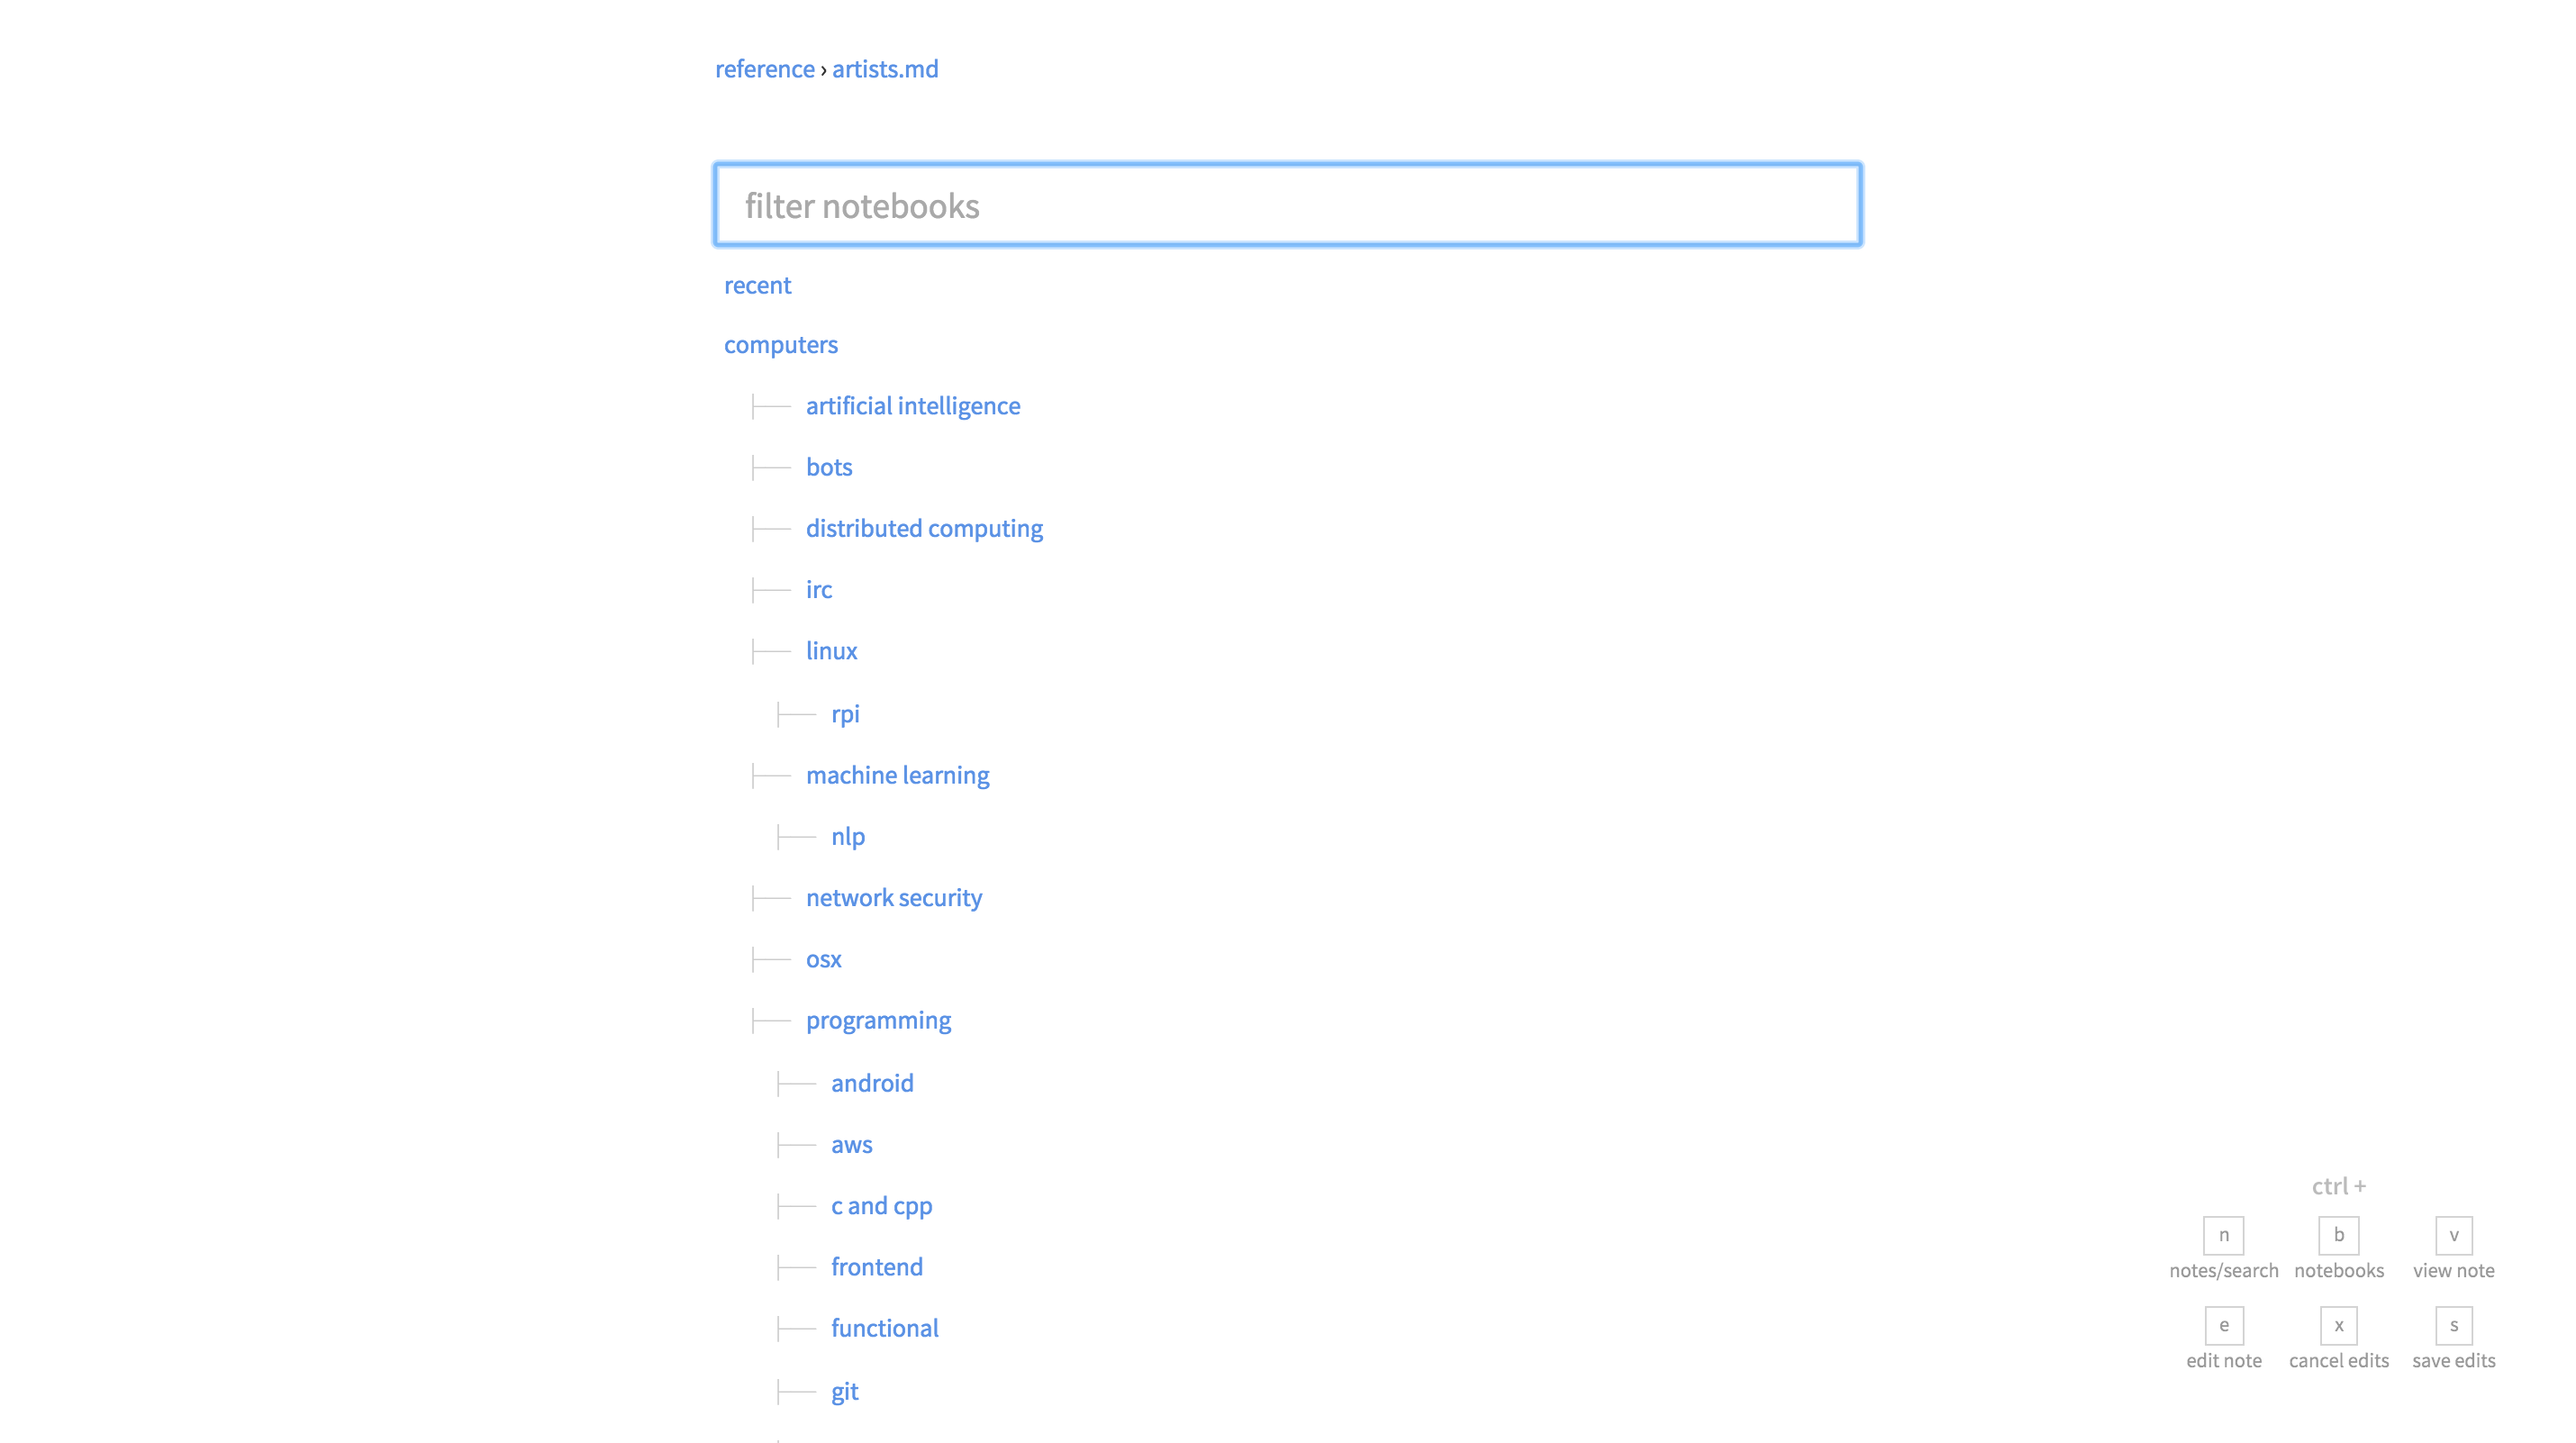 reference › artists.md
filter notebooks
recent
computers
artificial intelligence
bots
distributed computing
irc
linux
rpi
machine learning
nlp
network security
osx
programming
android
aws
c and cpp
frontend
functional
git
ctrl +
n b v
notes/search notebooks view note
e x s
edit note cancel edits save edits